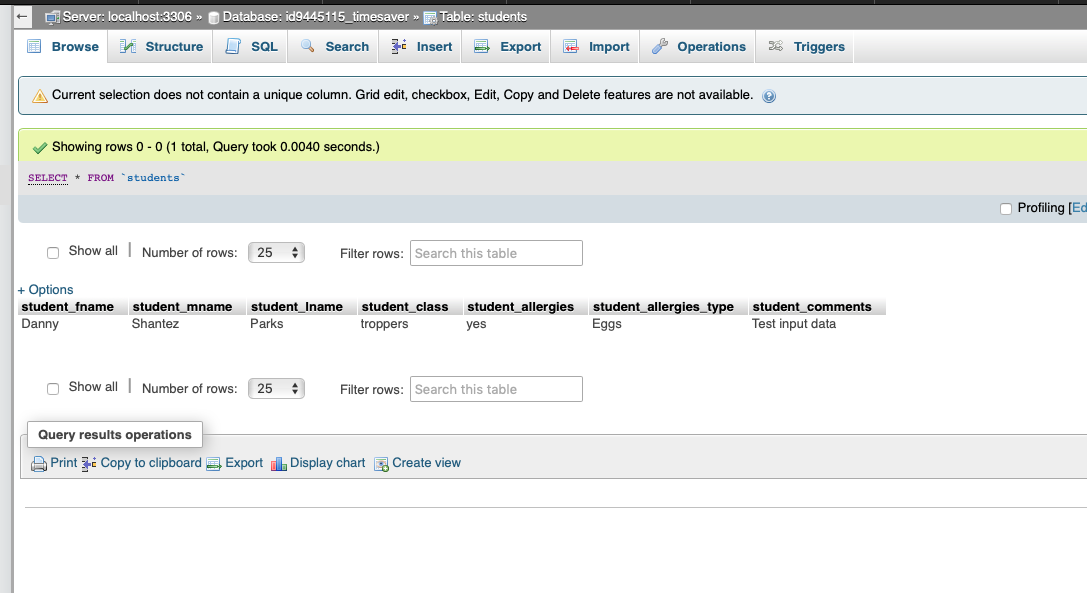 ← Server: localhost:3306 » Database: id9445115_timesaver » Table: students
Browse Structure SQL Search Insert Export Import Operations Triggers
Current selection does not contain a unique column. Grid edit, checkbox, Edit, Copy and Delete features are not available.
Showing rows 0 - 0 (1 total, Query took 0.0040 seconds.)
SELECT * FROM `students`
Profiling [Ed
Show all | Number of rows: 25 Filter rows: Search this table
+ Options
student_fname student_mname student_lname student_class student_allergies student_allergies_type student_comments
Danny Shantez Parks troppers yes Eggs Test input data
Show all | Number of rows: 25 Filter rows: Search this table
Query results operations
Print Copy to clipboard Export Display chart Create view